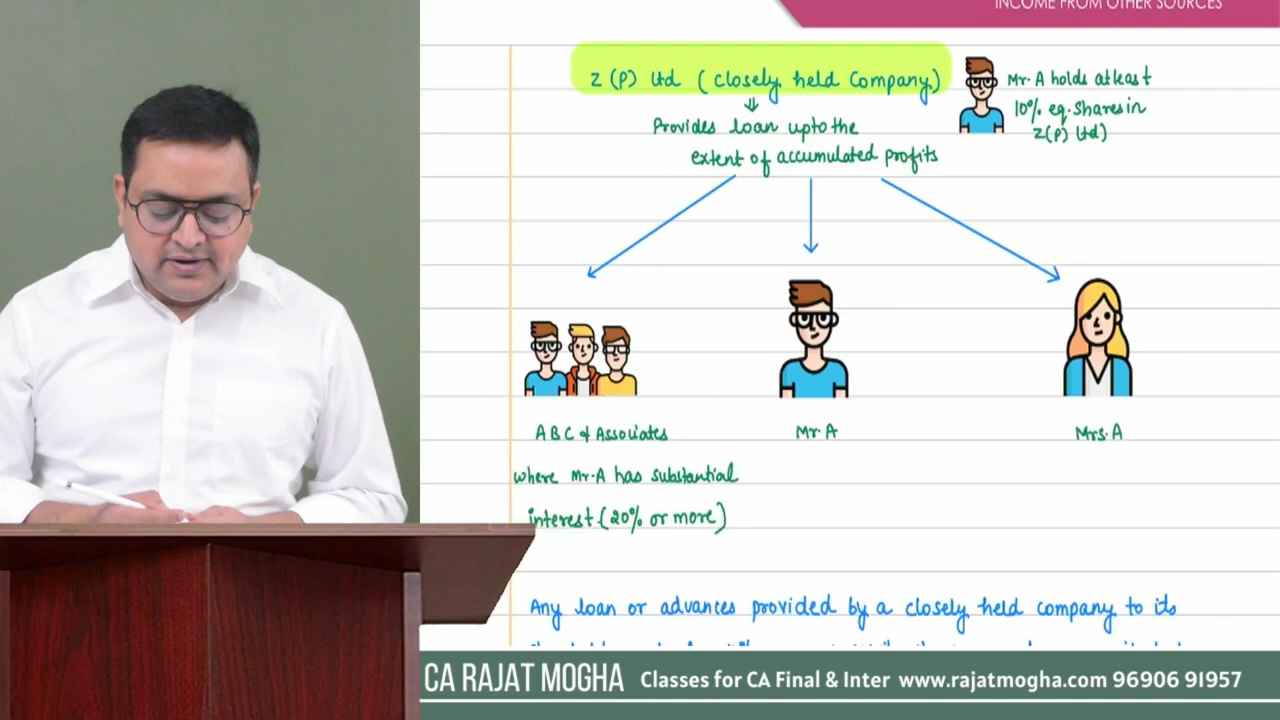 INCOME FROM OTHER SOURCES
Z (P) Ltd (Closely held Company)
Provides loan upto the
extent of accumulated profits
Mr. A holds atleast
10% eq. shares in
Z(P) Ltd)
ABC & Associates
where Mr. A has substantial
interest (20% or more)
Mr. A
Mrs. A
Any loan or advances provided by a closely held company to its
CA RAJAT MOGHA Classes for CA Final & Inter www.rajatmogha.com 96906 91957